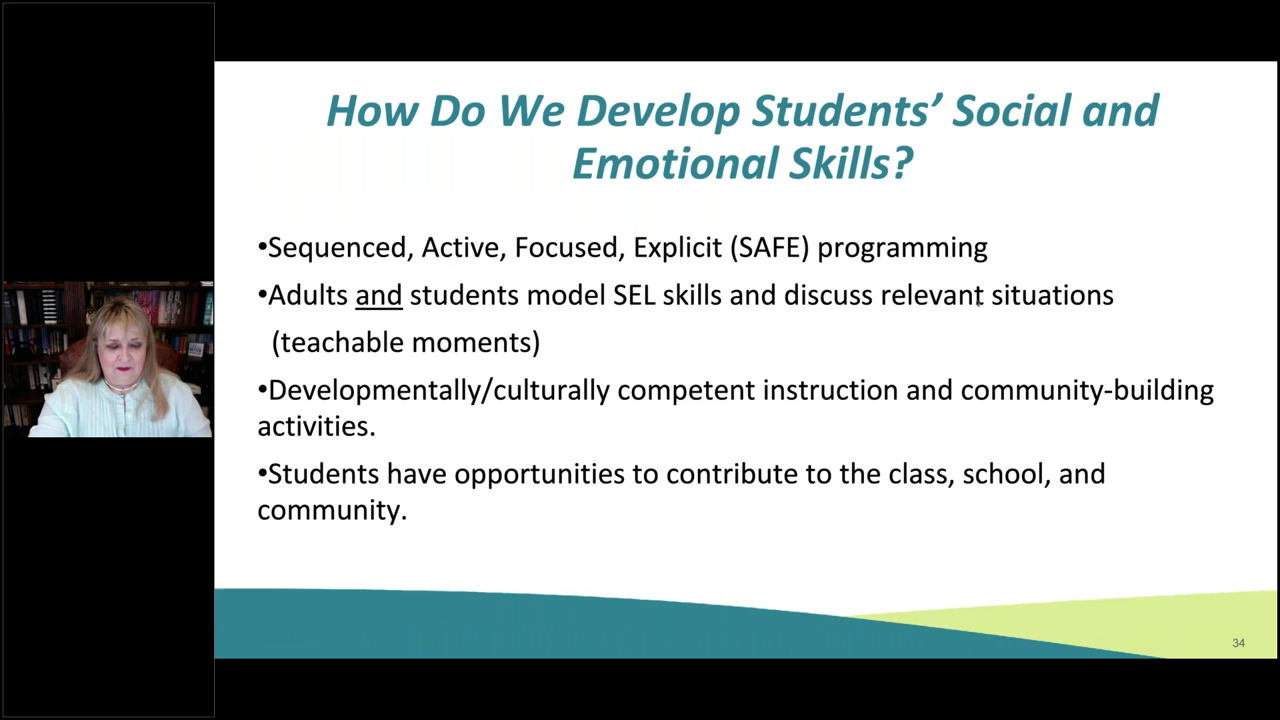 How Do We Develop Students’ Social and
Emotional Skills?
•Sequenced, Active, Focused, Explicit (SAFE) programming
•Adults and students model SEL skills and discuss relevant situations
(teachable moments)
•Developmentally/culturally competent instruction and community-building
activities.
•Students have opportunities to contribute to the class, school, and
community.
34